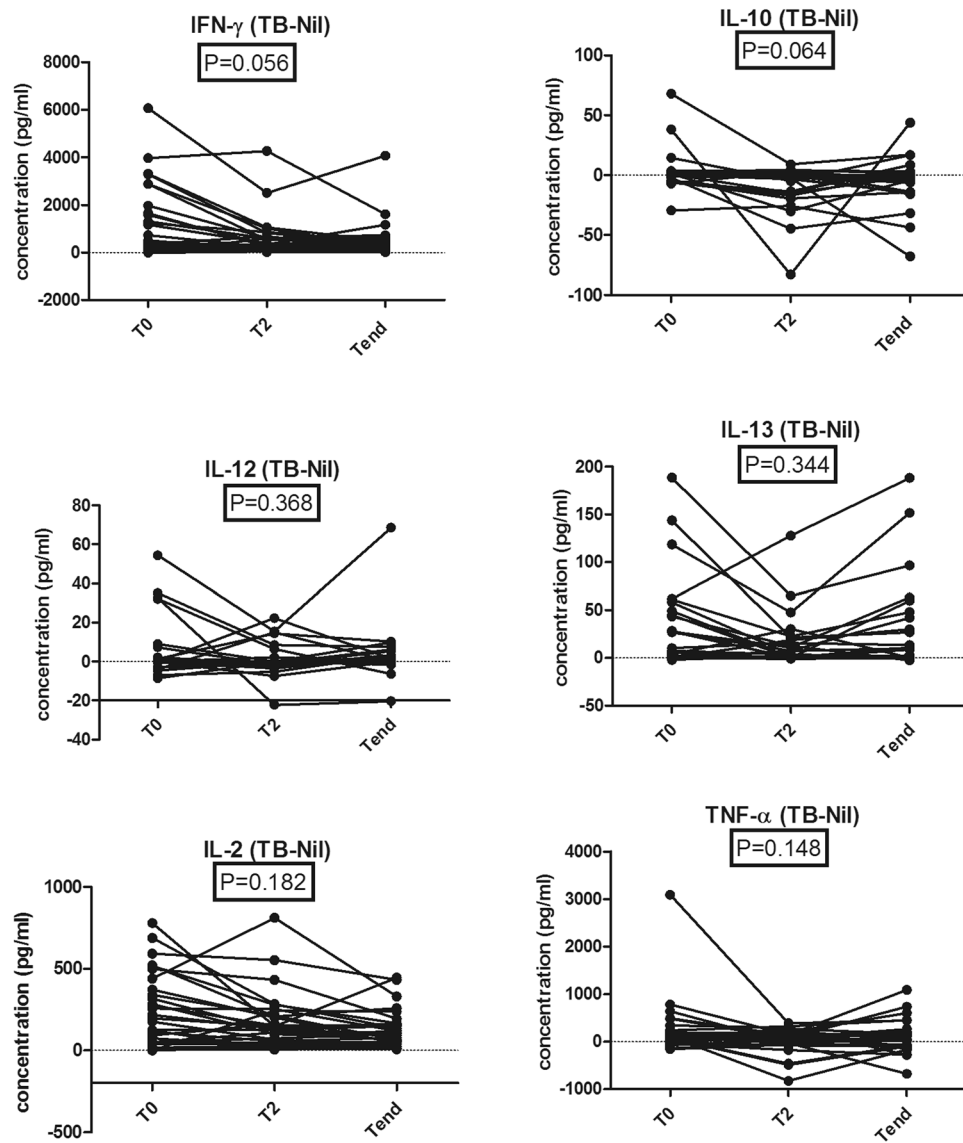 IFN-γ (TB-Nil)
P=0.056
concentration (pg/ml)
8000
6000
4000
2000
0
-2000
T0
T2
Tend
IL-10 (TB-Nil)
P=0.064
concentration (pg/ml)
100
50
0
-50
-100
T0
T2
Tend
IL-12 (TB-Nil)
P=0.368
concentration (pg/ml)
80
60
40
20
0
-20
-40
T0
T2
Tend
IL-13 (TB-Nil)
P=0.344
concentration (pg/ml)
200
150
100
50
0
-50
T0
T2
Tend
IL-2 (TB-Nil)
P=0.182
concentration (pg/ml)
1000
500
0
-500
T0
T2
Tend
TNF-α (TB-Nil)
P=0.148
concentration (pg/ml)
4000
3000
2000
1000
0
-1000
T0
T2
Tend